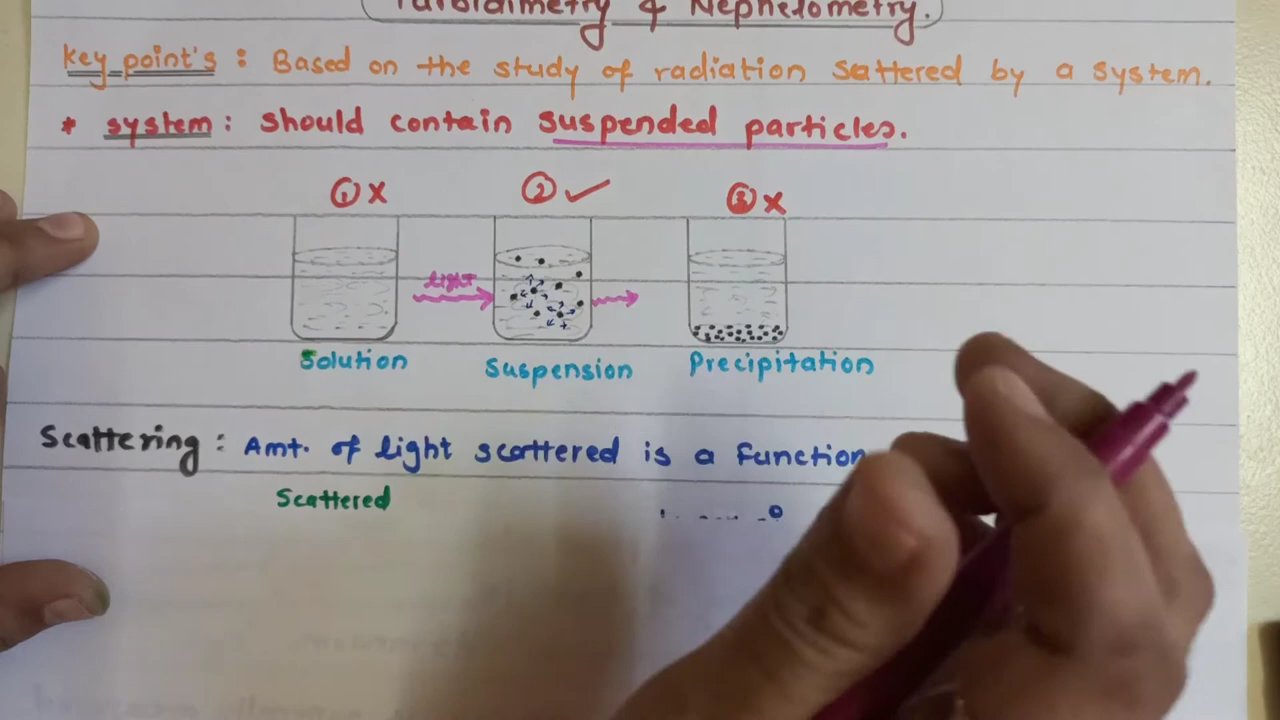 Turbidimetry & Nephelometry.
Key point's : Based on the study of radiation scattered by a system.
* system : should contain suspended particles.
① x ② ✓ ③ x
light
Solution Suspension Precipitation
Scattering : Amt. of light scattered is a function
Scattered